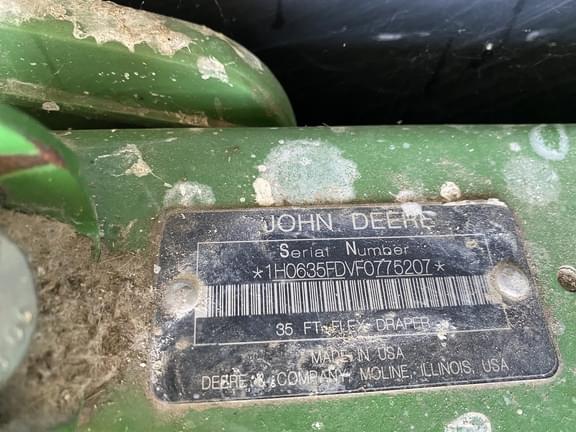 JOHN DEERE
Serial Number
*1H0635FDVF0775207*
35 FT FLEX DRAPER
MADE IN USA
DEERE & COMPANY MOLINE, ILLINOIS, USA